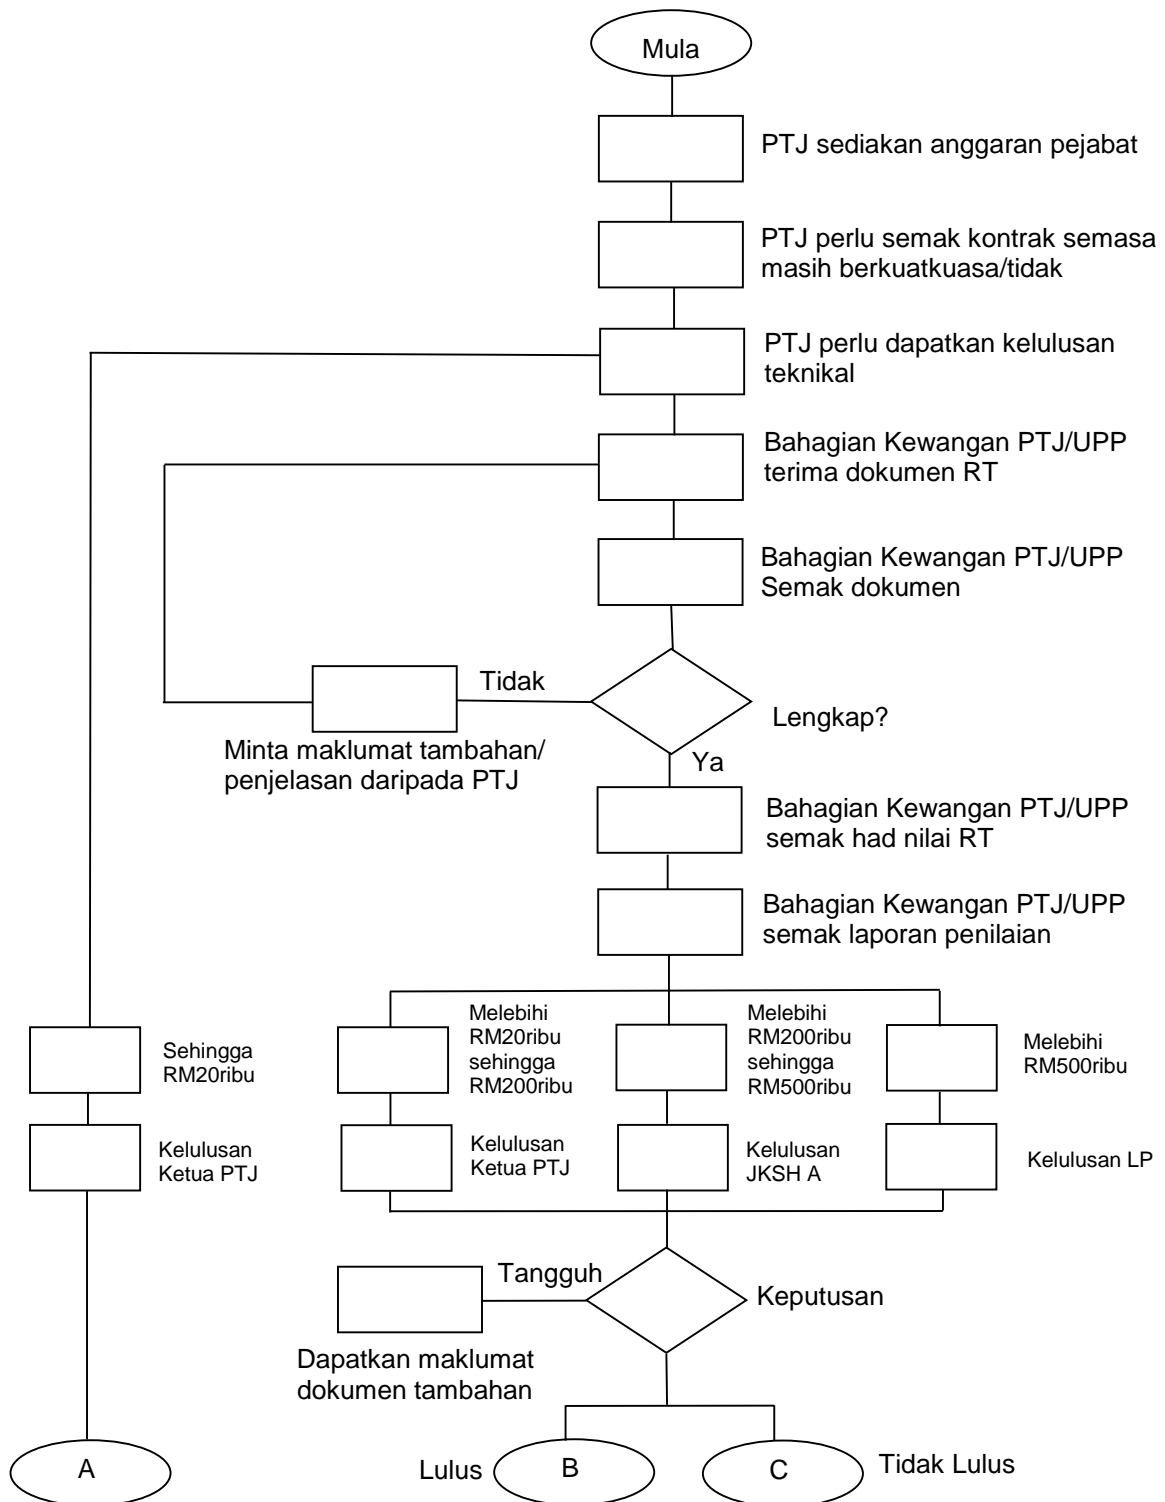 Mula
PTJ sediakan anggaran pejabat
PTJ perlu semak kontrak semasa
masih berkuatkuasa/tidak
PTJ perlu dapatkan kelulusan
teknikal
Bahagian Kewangan PTJ/UPP
terima dokumen RT
Bahagian Kewangan PTJ/UPP
Semak dokumen
Tidak
Lengkap?
Minta maklumat tambahan/
penjelasan daripada PTJ
Ya
Bahagian Kewangan PTJ/UPP
semak had nilai RT
Bahagian Kewangan PTJ/UPP
semak laporan penilaian
Sehingga
RM20ribu
Melebihi
RM20ribu
sehingga
RM200ribu
Melebihi
RM200ribu
sehingga
RM500ribu
Melebihi
RM500ribu
Kelulusan
Ketua PTJ
Kelulusan
Ketua PTJ
Kelulusan
JKSH A
Kelulusan LP
Tangguh
Keputusan
Dapatkan maklumat
dokumen tambahan
A
Lulus
B
C
Tidak Lulus